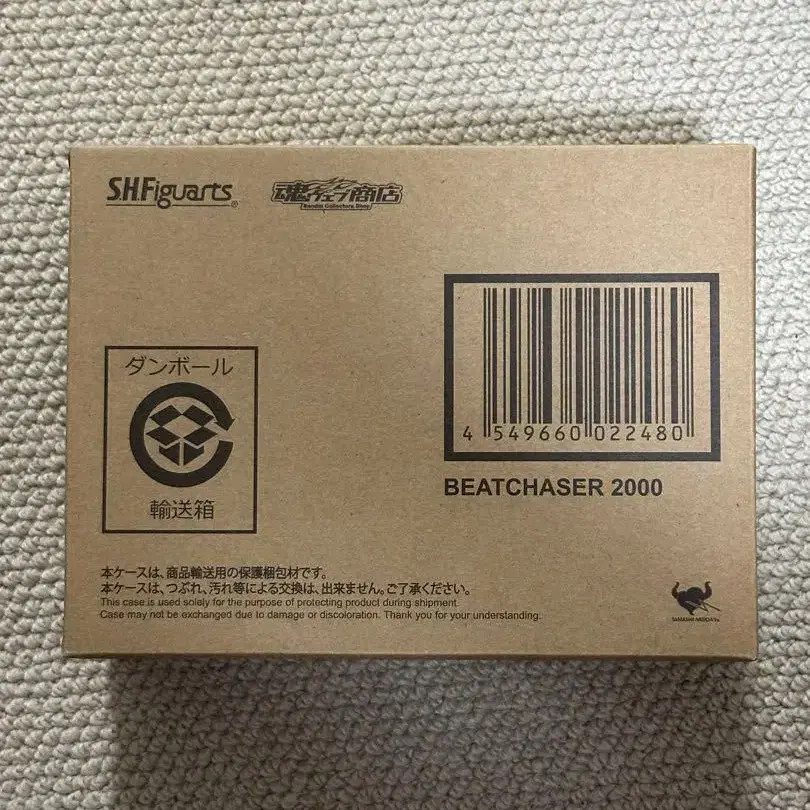 S.H.Figuarts®
魂ウェブ商店
Bandai Collectors Shop
ダンボール
輸送箱
4 549660 022480
BEATCHASER 2000
本ケースは、商品輸送用の保護梱包材です。
本ケースは、つぶれ、汚れ等による交換は、出来ません。ご了承ください。
This case is used solely for the purpose of protecting product during shipment.
Case may not be exchanged due to damage or discoloration. Thank you for your understanding.
TAMASHII NATIONS